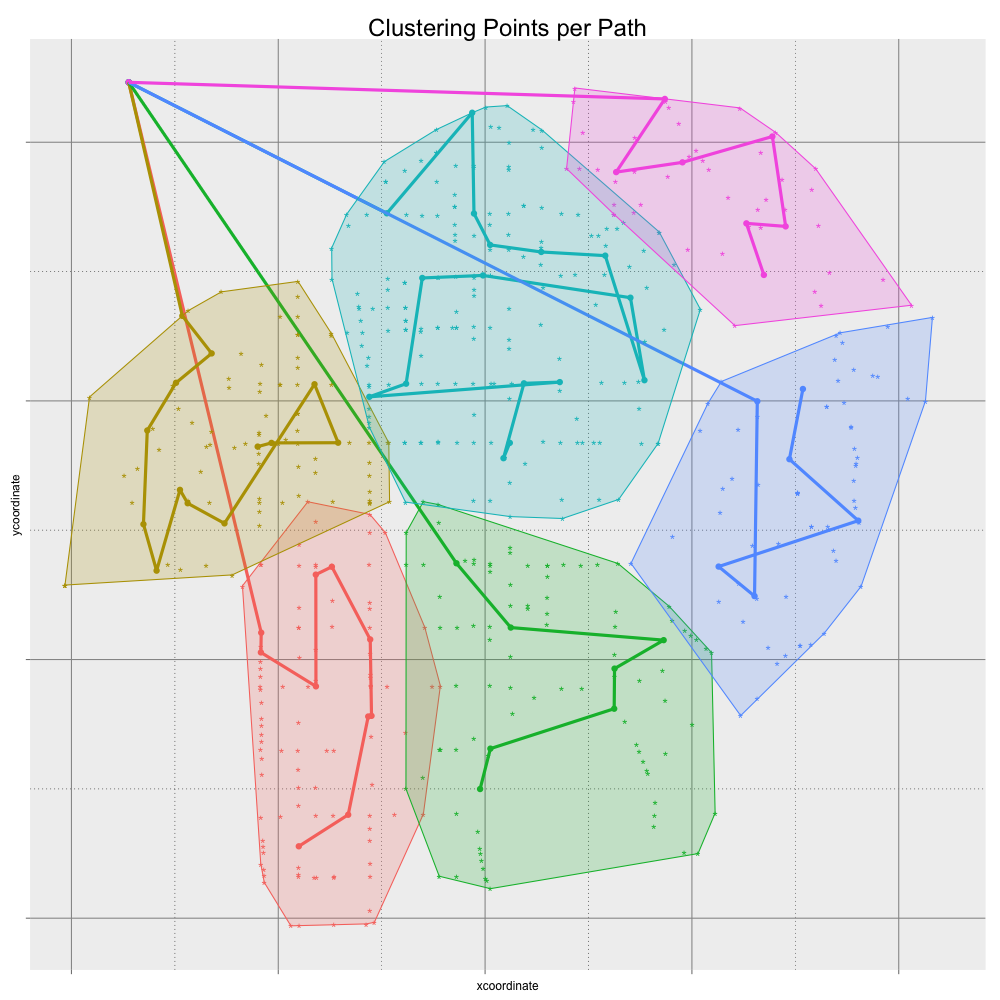 Clustering Points per Path
ycoordinate
xcoordinate